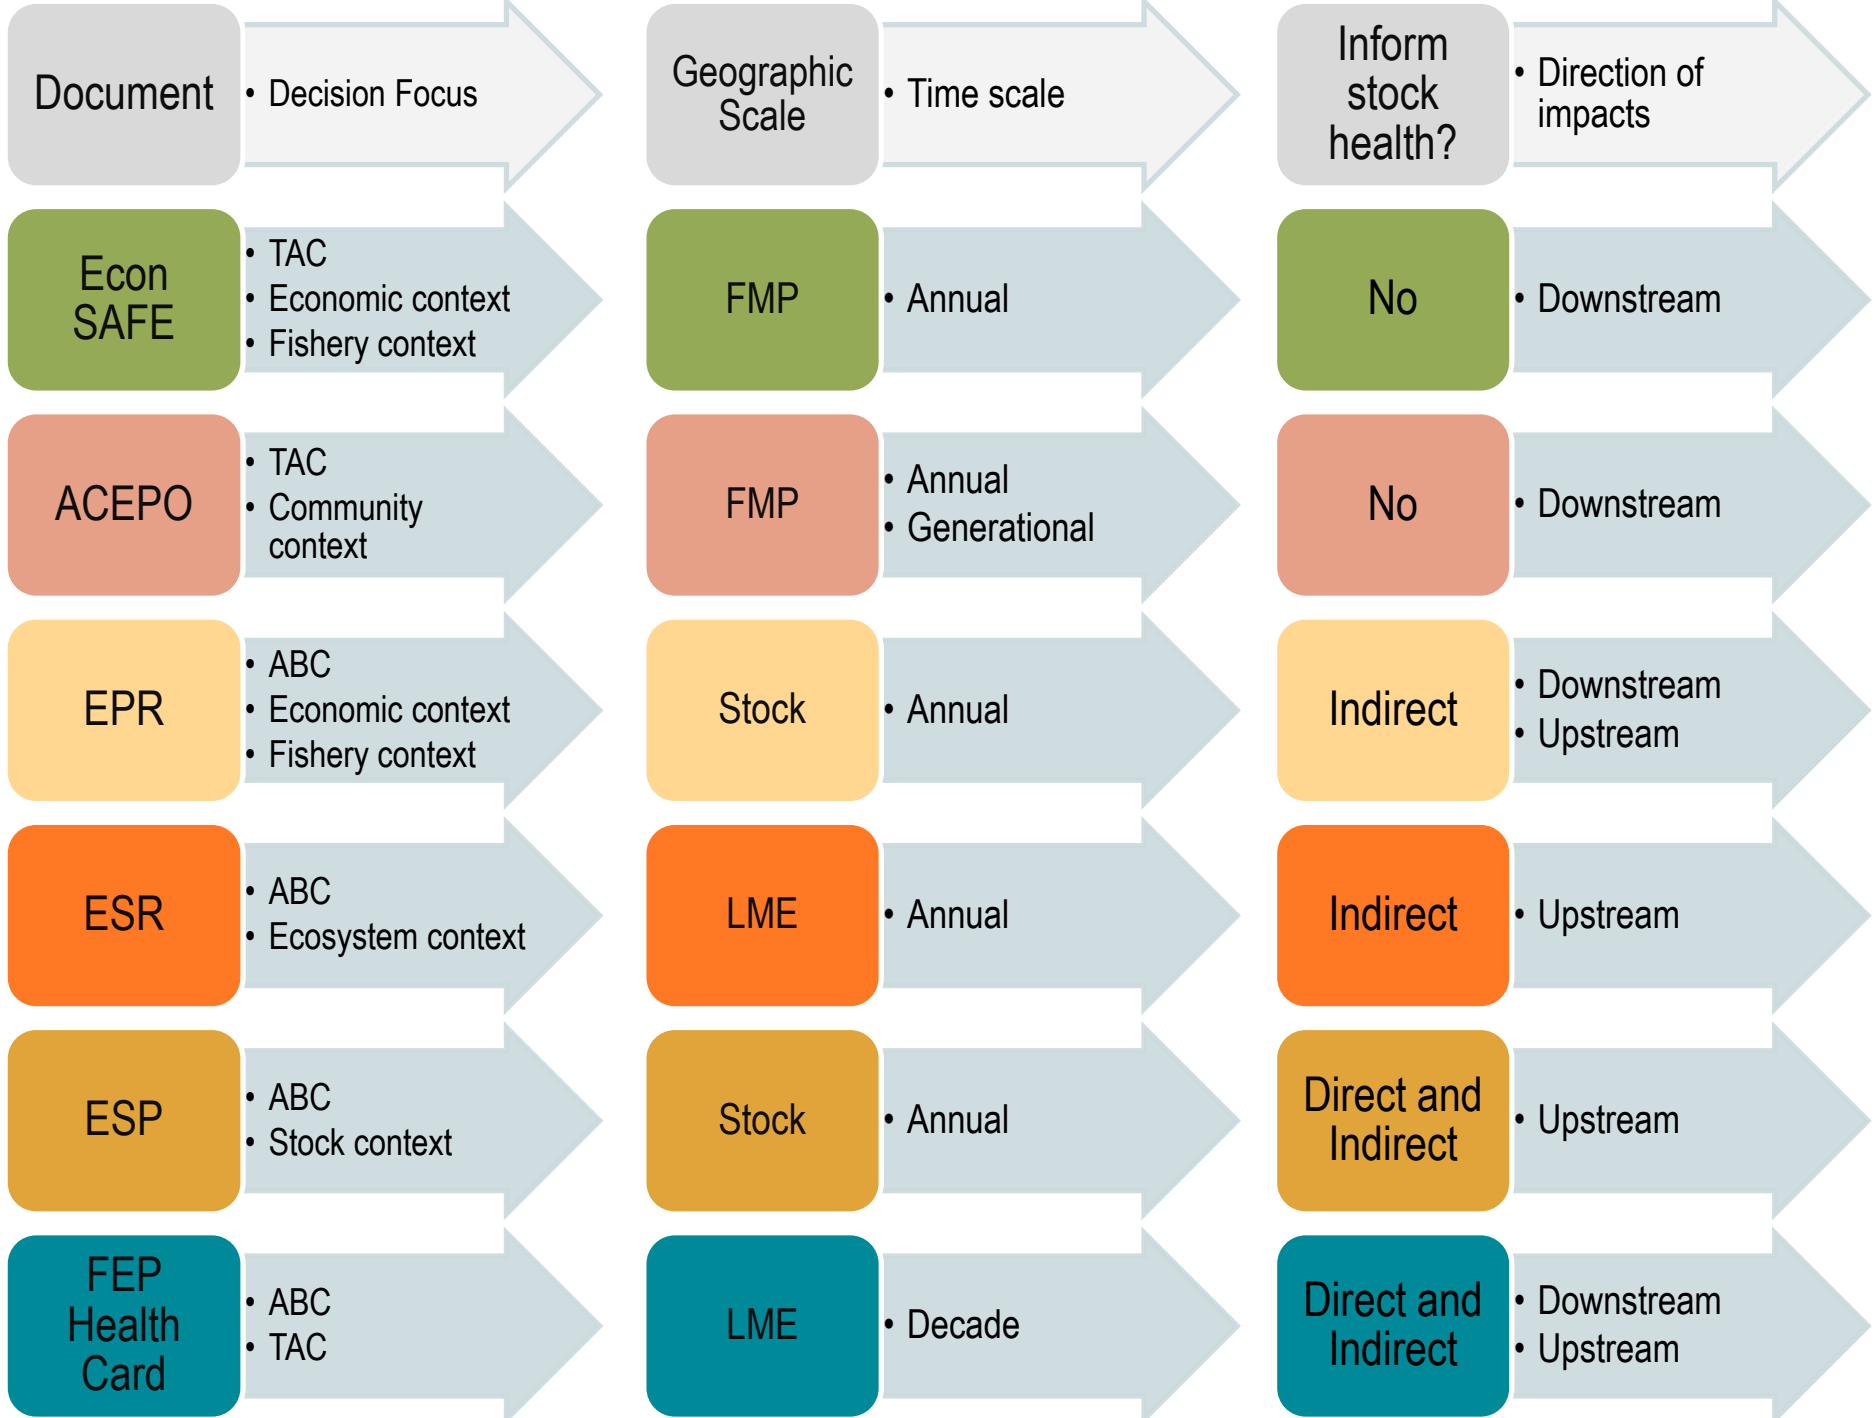 Document
• Decision Focus
Geographic
Scale
• Time scale
Inform
stock
health?
• Direction of
impacts
Econ
SAFE
• TAC
• Economic context
• Fishery context
FMP
• Annual
No
• Downstream
ACEPO
• TAC
• Community
context
FMP
• Annual
• Generational
No
• Downstream
EPR
• ABC
• Economic context
• Fishery context
Stock
• Annual
Indirect
• Downstream
• Upstream
ESR
• ABC
• Ecosystem context
LME
• Annual
Indirect
• Upstream
ESP
• ABC
• Stock context
Stock
• Annual
Direct and
Indirect
• Upstream
FEP
Health
Card
• ABC
• TAC
LME
• Decade
Direct and
Indirect
• Downstream
• Upstream